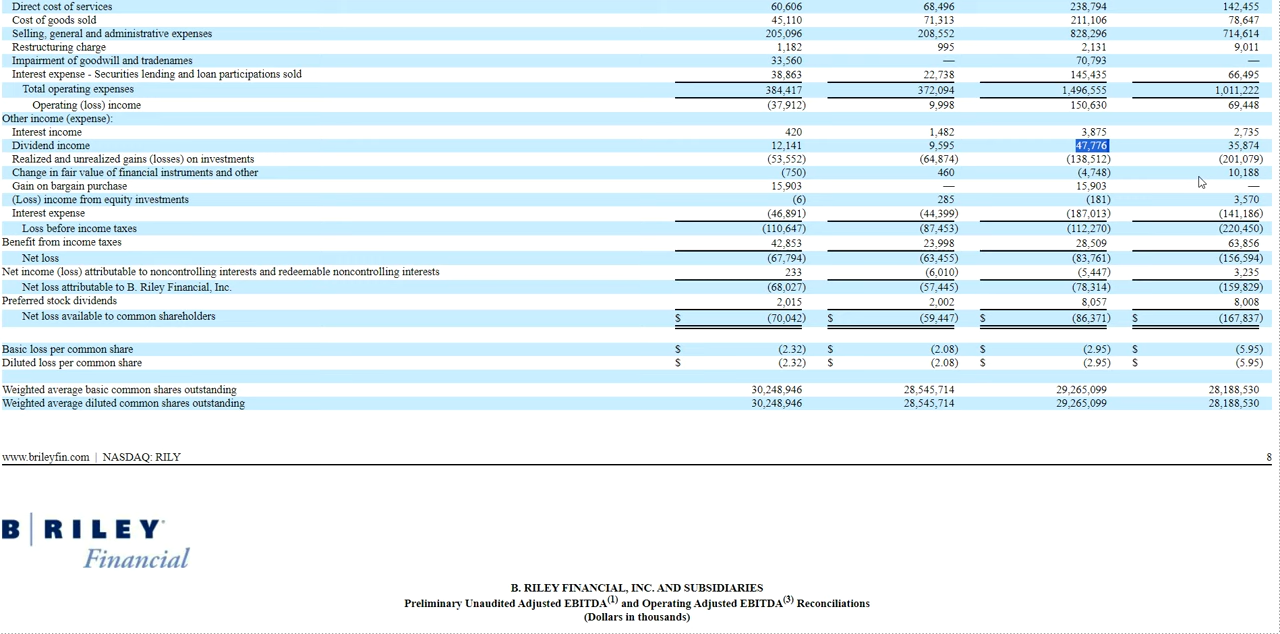 Direct cost of services 60,606 68,496 238,794 142,455
Cost of goods sold 45,110 71,313 211,106 78,647
Selling, general and administrative expenses 205,096 208,552 828,296 714,614
Restructuring charge 1,182 995 2,131 9,011
Impairment of goodwill and tradenames 33,560 — 70,793 —
Interest expense - Securities lending and loan participations sold 38,863 22,738 145,435 66,495
Total operating expenses 384,417 372,094 1,496,555 1,011,222
Operating (loss) income (37,912) 9,998 150,630 69,448
Other income (expense):
Interest income 420 1,482 3,875 2,735
Dividend income 12,141 9,595 47,776 35,874
Realized and unrealized gains (losses) on investments (53,552) (64,874) (138,512) (201,079)
Change in fair value of financial instruments and other (750) 460 (4,748) 10,188
Gain on bargain purchase 15,903 — 15,903 —
(Loss) income from equity investments (6) 285 (181) 3,570
Interest expense (46,891) (44,399) (187,013) (141,186)
Loss before income taxes (110,647) (87,453) (112,270) (220,450)
Benefit from income taxes 42,853 23,998 28,509 63,856
Net loss (67,794) (63,455) (83,761) (156,594)
Net income (loss) attributable to noncontrolling interests and redeemable noncontrolling interests 233 (6,010) (5,447) 3,235
Net loss attributable to B. Riley Financial, Inc. (68,027) (57,445) (78,314) (159,829)
Preferred stock dividends 2,015 2,002 8,057 8,008
Net loss available to common shareholders $ (70,042) $ (59,447) $ (86,371) $ (167,837)
Basic loss per common share $ (2.32) $ (2.08) $ (2.95) $ (5.95)
Diluted loss per common share $ (2.32) $ (2.08) $ (2.95) $ (5.95)
Weighted average basic common shares outstanding 30,248,946 28,545,714 29,265,099 28,188,530
Weighted average diluted common shares outstanding 30,248,946 28,545,714 29,265,099 28,188,530
www.brileyfin.com | NASDAQ: RILY 8
B | RILEY
Financial
B. RILEY FINANCIAL, INC. AND SUBSIDIARIES
Preliminary Unaudited Adjusted EBITDA(1) and Operating Adjusted EBITDA(3) Reconciliations
(Dollars in thousands)